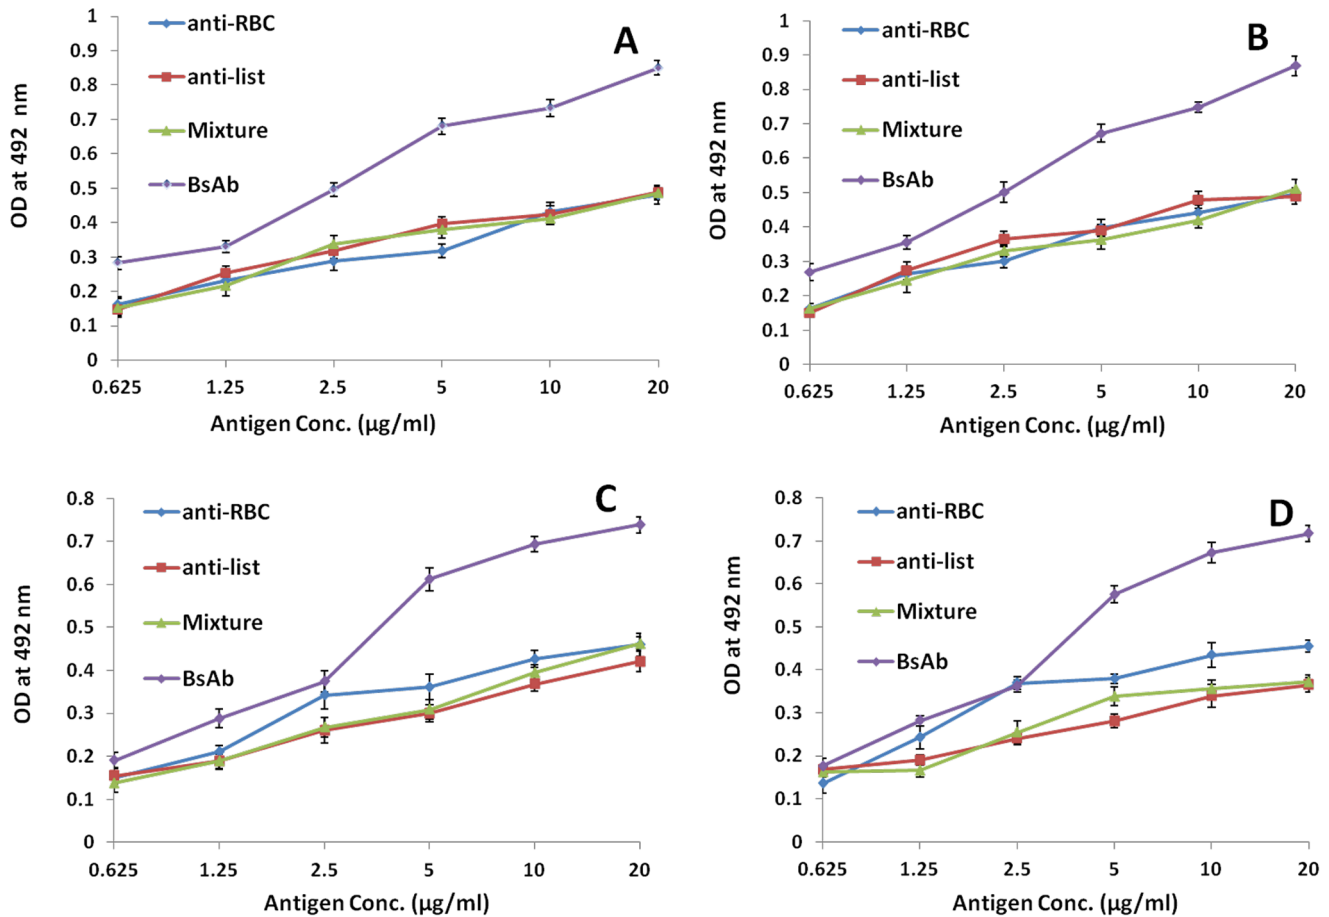 A
anti-RBC
anti-list
Mixture
BsAb
1
0.9
0.8
0.7
0.6
0.5
0.4
0.3
0.2
0.1
0
OD at 492 nm
0.625 1.25 2.5 5 10 20
Antigen Conc. (µg/ml)
B
anti-RBC
anti-list
Mixture
BsAb
1
0.9
0.8
0.7
0.6
0.5
0.4
0.3
0.2
0.1
0
OD at 492 nm
0.625 1.25 2.5 5 10 20
Antigen Conc. (µg/ml)
C
anti-RBC
anti-list
Mixture
BsAb
0.8
0.7
0.6
0.5
0.4
0.3
0.2
0.1
0
OD at 492 nm
0.625 1.25 2.5 5 10 20
Antigen Conc. (µg/ml)
D
anti-RBC
anti-list
Mixture
BsAb
0.8
0.7
0.6
0.5
0.4
0.3
0.2
0.1
0
OD at 492 nm
0.625 1.25 2.5 5 10 20
Antigen Conc. (µg/ml)